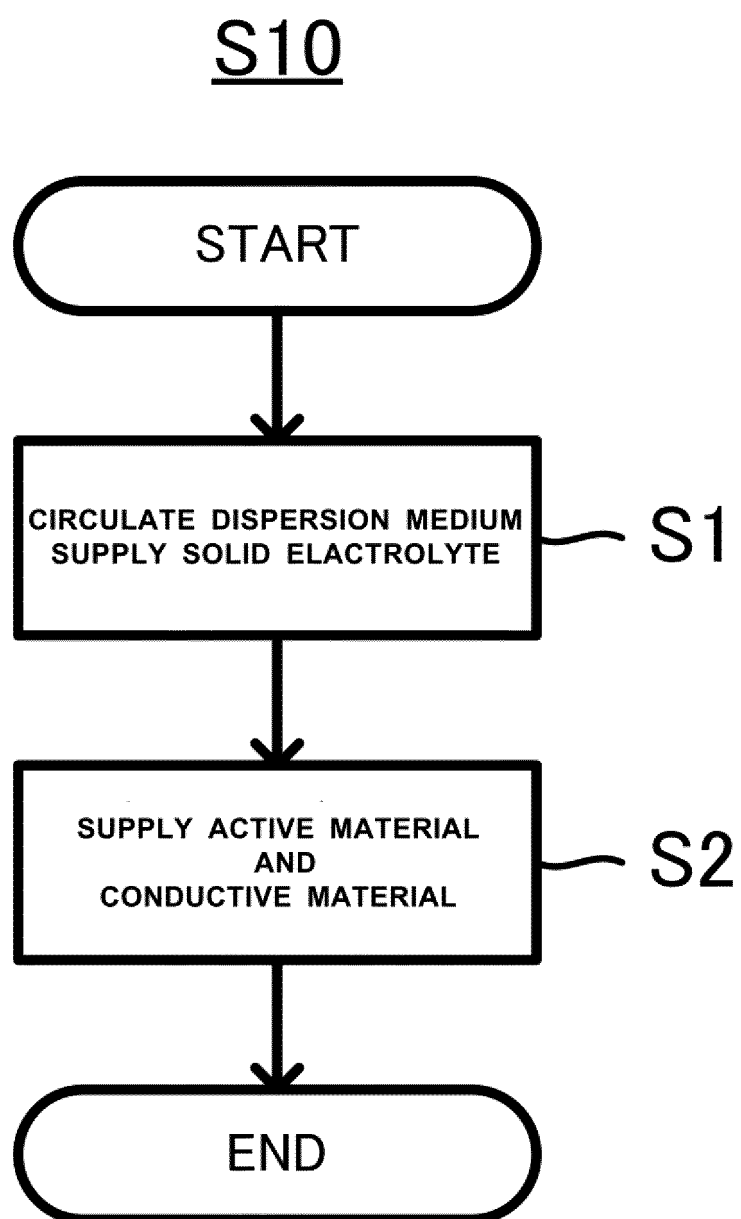 S10
START
CIRCULATE DISPERSION MEDIUM
SUPPLY SOLID ELACTROLYTE
S1
SUPPLY ACTIVE MATERIAL
AND
CONDUCTIVE MATERIAL
S2
END